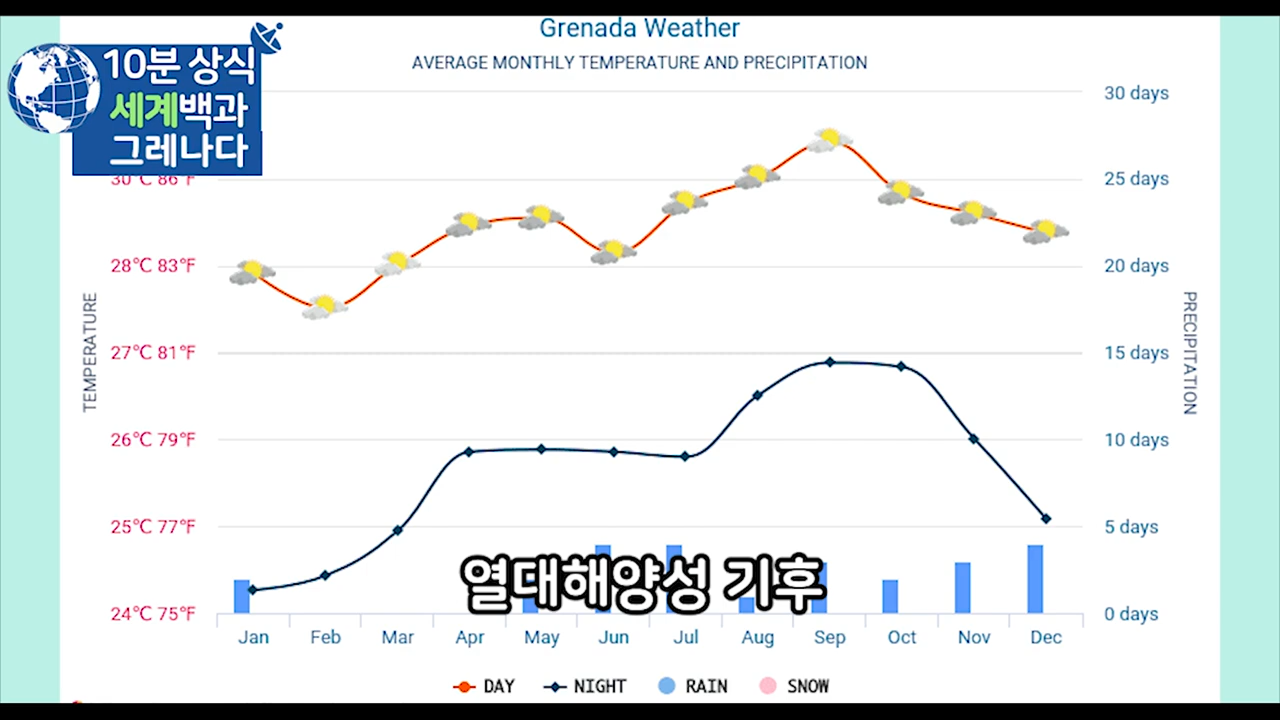 Grenada Weather
AVERAGE MONTHLY TEMPERATURE AND PRECIPITATION
10분 상식
세계백과
그레나다
30℃ 86℉
28℃ 83℉
27℃ 81℉
26℃ 79℉
25℃ 77℉
24℃ 75℉
TEMPERATURE
30 days
25 days
20 days
15 days
10 days
5 days
0 days
PRECIPITATION
열대해양성 기후
Jan Feb Mar Apr May Jun Jul Aug Sep Oct Nov Dec
DAY NIGHT RAIN SNOW